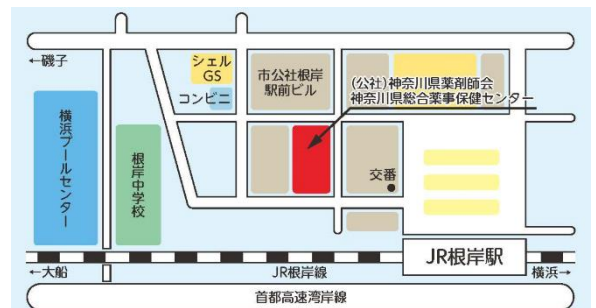 ←磯子
シェル
GS
コンビニ
市公社根岸
駅前ビル
(公社)神奈川県薬剤師会
神奈川県総合薬事保健センター
横浜プールセンター
根岸中学校
交番
JR根岸駅
←大船
JR根岸線
横浜→
首都高速湾岸線